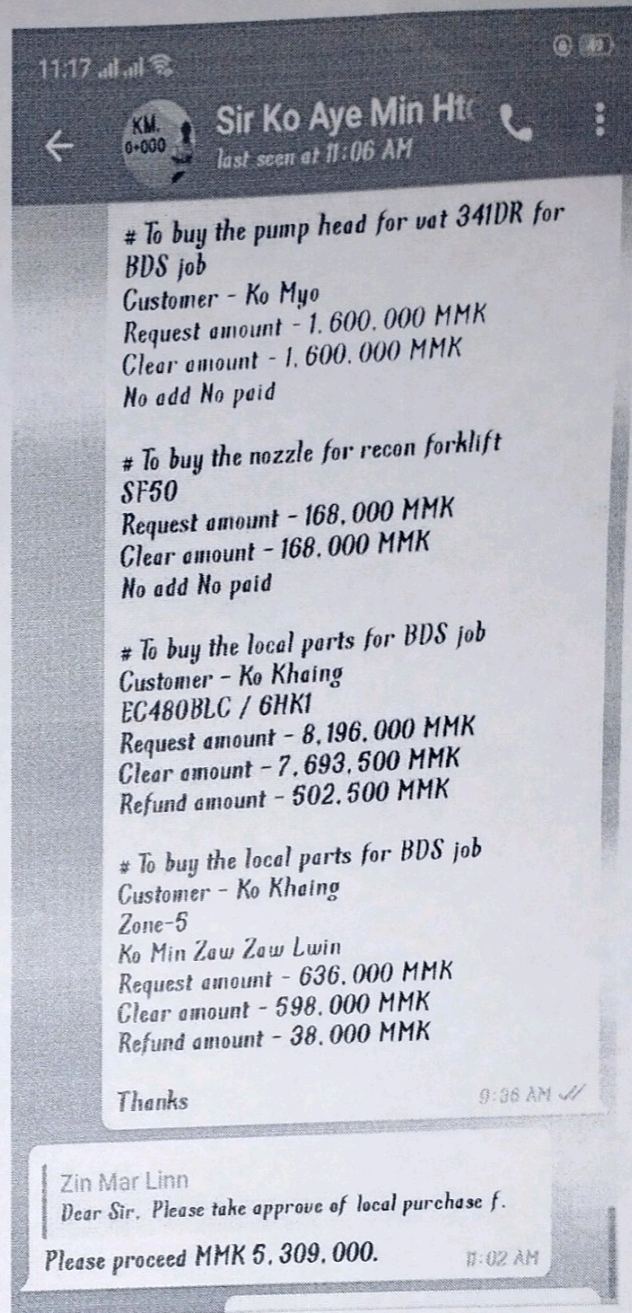 11:17
49
KM.
0+000
Sir Ko Aye Min Ht
last seen at 11:06 AM
# To buy the pump head for vat 341DR for
BDS job
Customer - Ko Myo
Request amount - 1,600,000 MMK
Clear amount - 1,600,000 MMK
No add No paid
# To buy the nozzle for recon forklift
SF50
Request amount - 168,000 MMK
Clear amount - 168,000 MMK
No add No paid
# To buy the local parts for BDS job
Customer - Ko Khaing
EC480BLC / 6HK1
Request amount - 8,196,000 MMK
Clear amount - 7,693,500 MMK
Refund amount - 502,500 MMK
# To buy the local parts for BDS job
Customer - Ko Khaing
Zone-5
Ko Min Zaw Zaw Lwin
Request amount - 636,000 MMK
Clear amount - 598,000 MMK
Refund amount - 38,000 MMK
Thanks
9:36 AM
Zin Mar Linn
Dear Sir, Please take approve of local purchase f.
Please proceed MMK 5,309,000.
11:02 AM